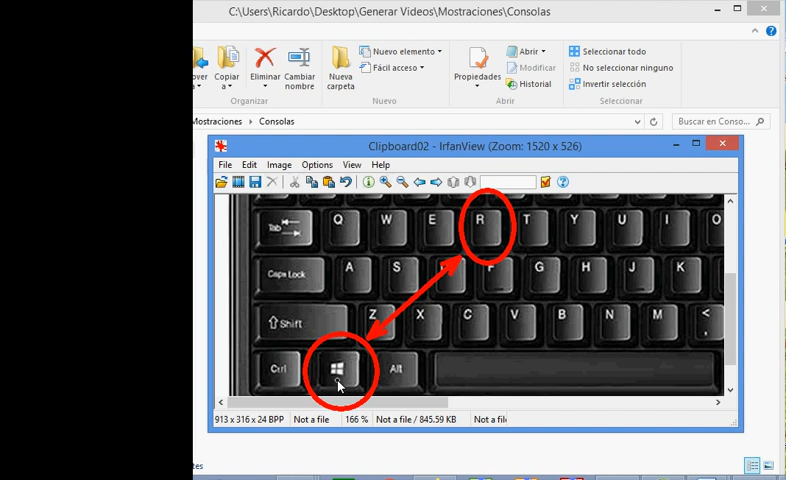 C:\Users\Ricardo\Desktop\Generar Videos\Mostraciones\Consolas
Copiar a
Eliminar
Cambiar nombre
Nueva carpeta
Nuevo elemento
Fácil acceso
Propiedades
Abrir
Modificar
Historial
Seleccionar todo
No seleccionar ninguno
Invertir selección
Organizar
Nuevo
Abrir
Seleccionar
Mostraciones
Consolas
Buscar en Conso...
Clipboard02 - IrfanView (Zoom: 1520 x 526)
File Edit Image Options View Help
Tab Q W E R T Y U I O
Caps Lock A S F G H J K
Shift Z X C V B N M <
,
Ctrl Alt
913 x 316 x 24 BPP Not a file 166 % Not a file / 845.59 KB Not a fil